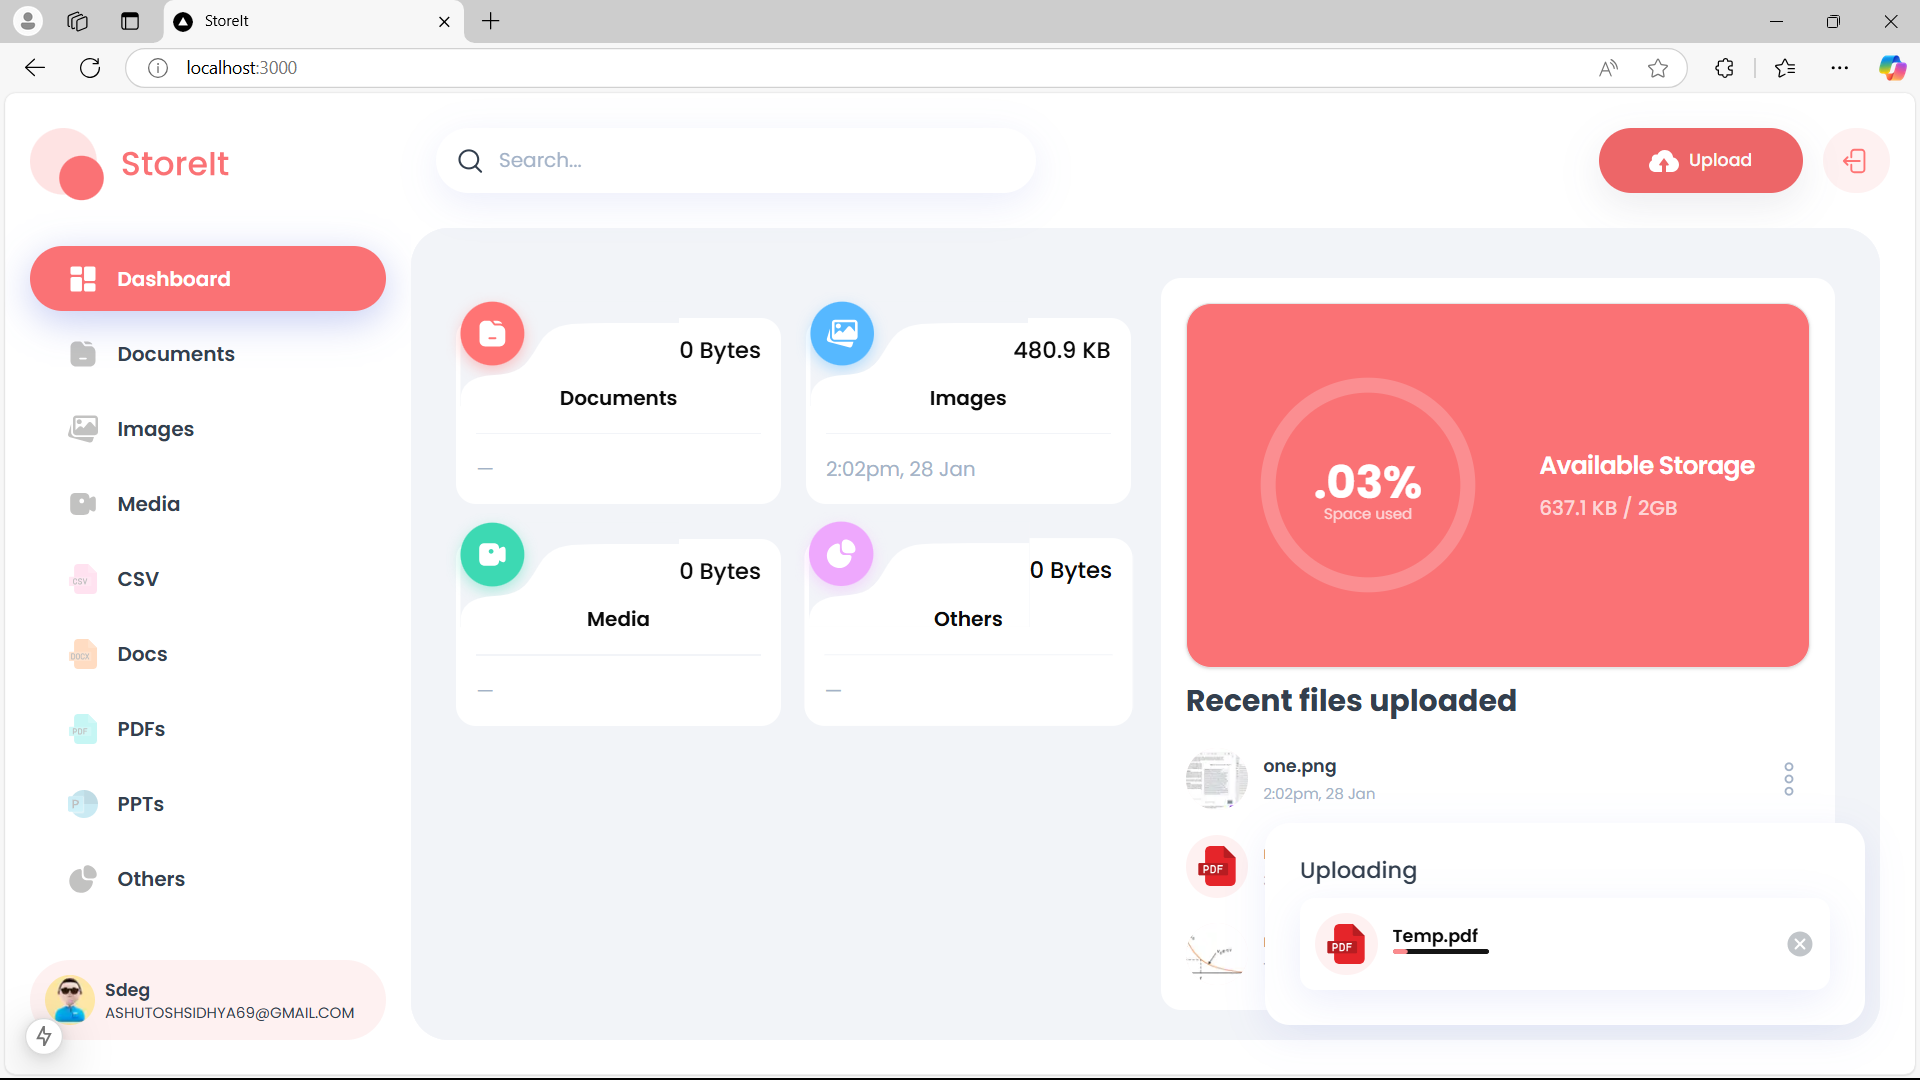 StoreIt
localhost:3000
StoreIt
Search...
Upload
Dashboard
Documents
Images
Media
CSV
Docs
PDFs
PPTs
Others
Sdeg
ASHUTOSHSIDHYA69@GMAIL.COM
0 Bytes
Documents
—
480.9 KB
Images
2:02pm, 28 Jan
0 Bytes
Media
—
0 Bytes
Others
—
.03%
Space used
Available Storage
637.1 KB / 2GB
Recent files uploaded
one.png
2:02pm, 28 Jan
PDF
Uploading
PDF
Temp.pdf